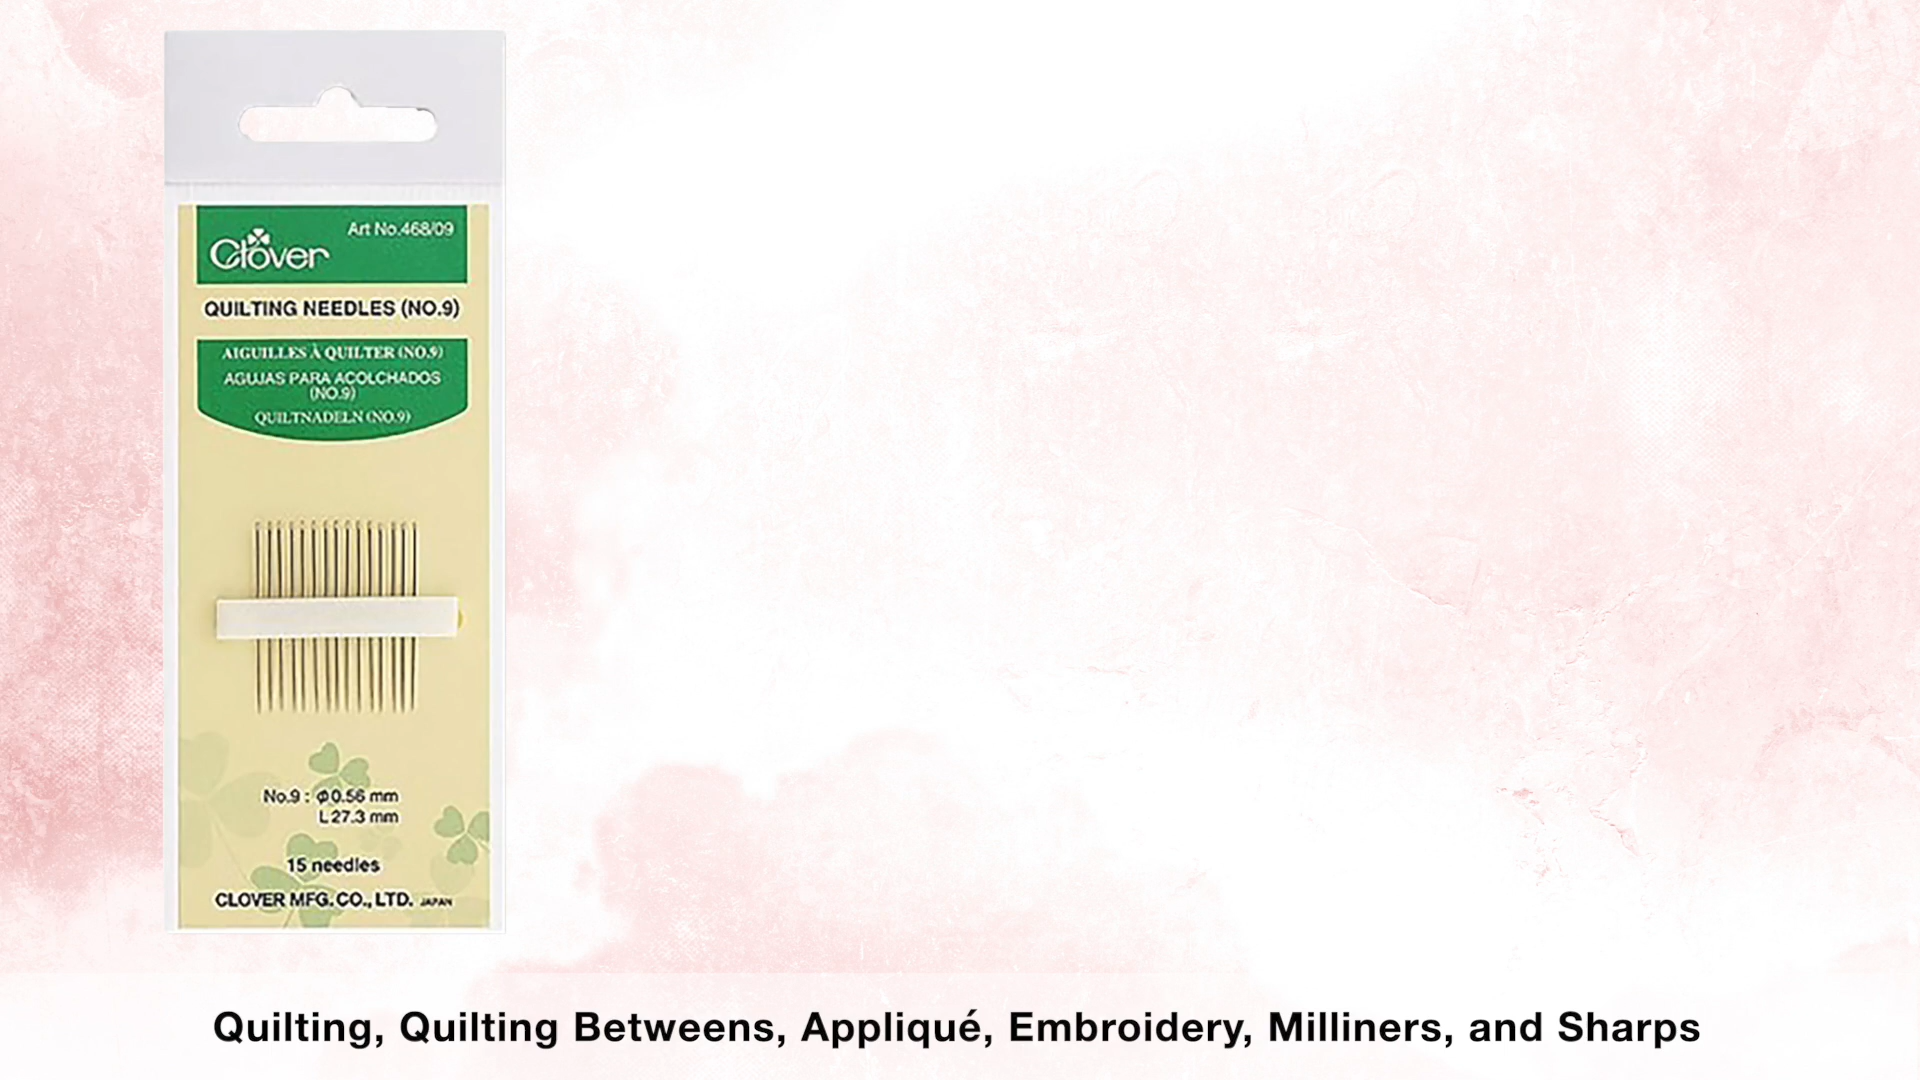 Art No.468/09
Clover
QUILTING NEEDLES (NO.9)
AIGUILLES À QUILTER (NO.9)
AGUJAS PARA ACOLCHADOS
(NO.9)
QUILTNADELN (NO.9)
No.9 : φ0.56 mm
L 27.3 mm
15 needles
CLOVER MFG. CO., LTD. JAPAN
Quilting, Quilting Betweens, Appliqué, Embroidery, Milliners, and Sharps